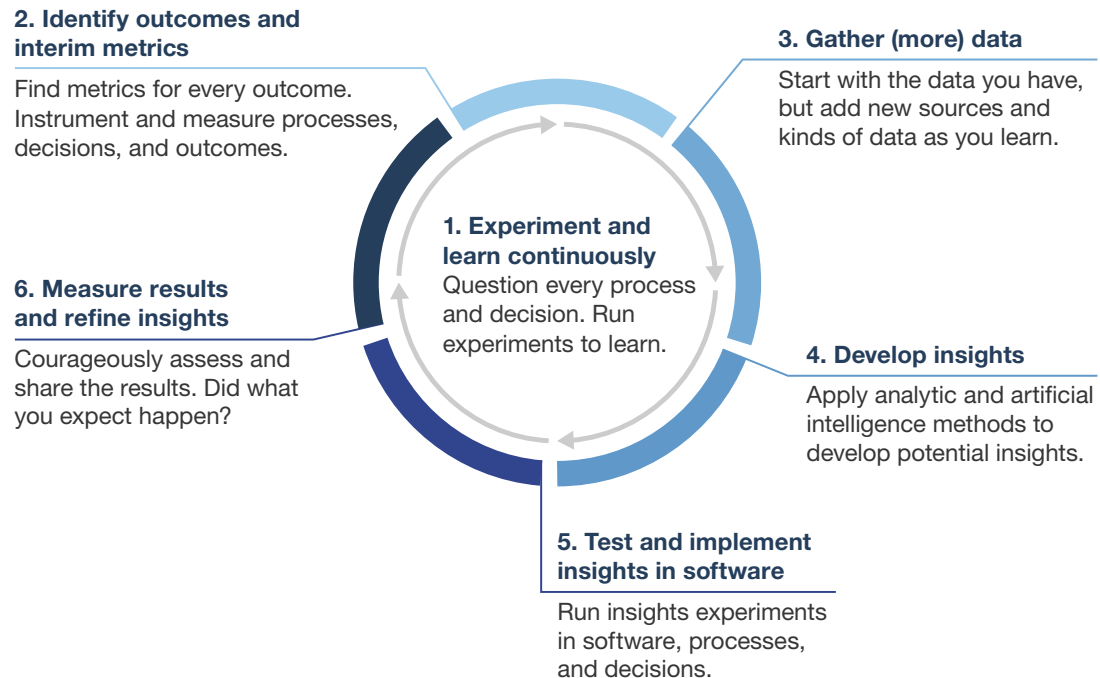 1. Experiment and
learn continuously
Question every process
and decision. Run
experiments to learn.
2. Identify outcomes and
interim metrics
Find metrics for every outcome.
Instrument and measure processes,
decisions, and outcomes.
3. Gather (more) data
Start with the data you have,
but add new sources and
kinds of data as you learn.
4. Develop insights
Apply analytic and artificial
intelligence methods to
develop potential insights.
5. Test and implement
insights in software
Run insights experiments
in software, processes,
and decisions.
6. Measure results
and refine insights
Courageously assess and
share the results. Did what
you expect happen?